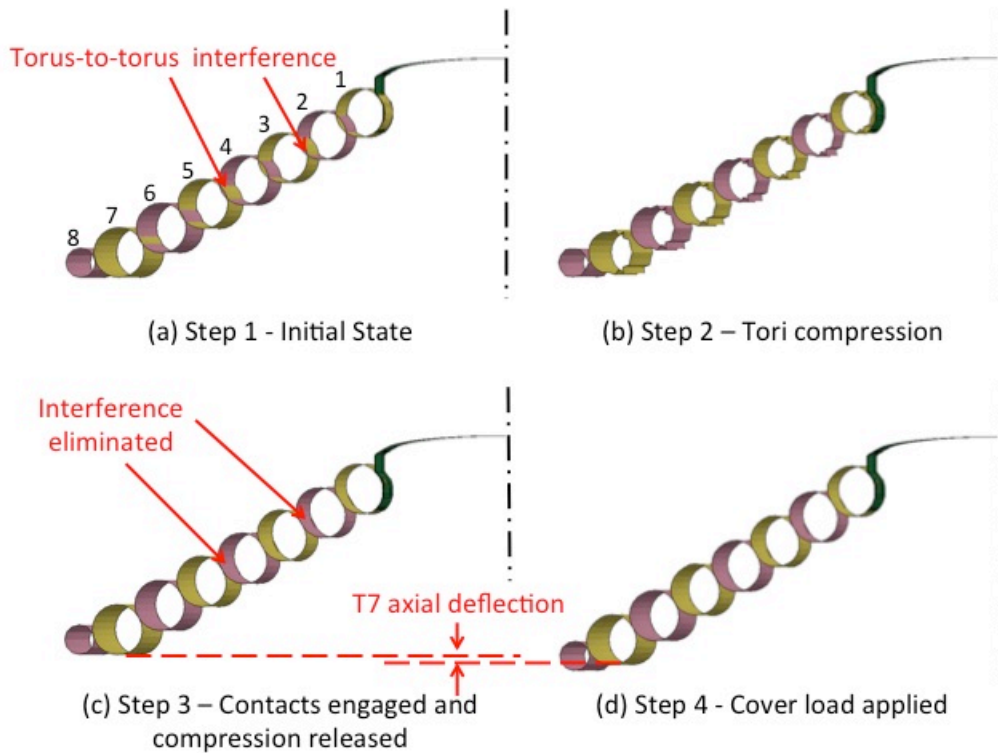 Torus-to-torus interference
1
2
3
4
5
6
7
8
(a) Step 1 - Initial State
(b) Step 2 – Tori compression
Interference
eliminated
T7 axial deflection
(c) Step 3 – Contacts engaged and
compression released
(d) Step 4 - Cover load applied